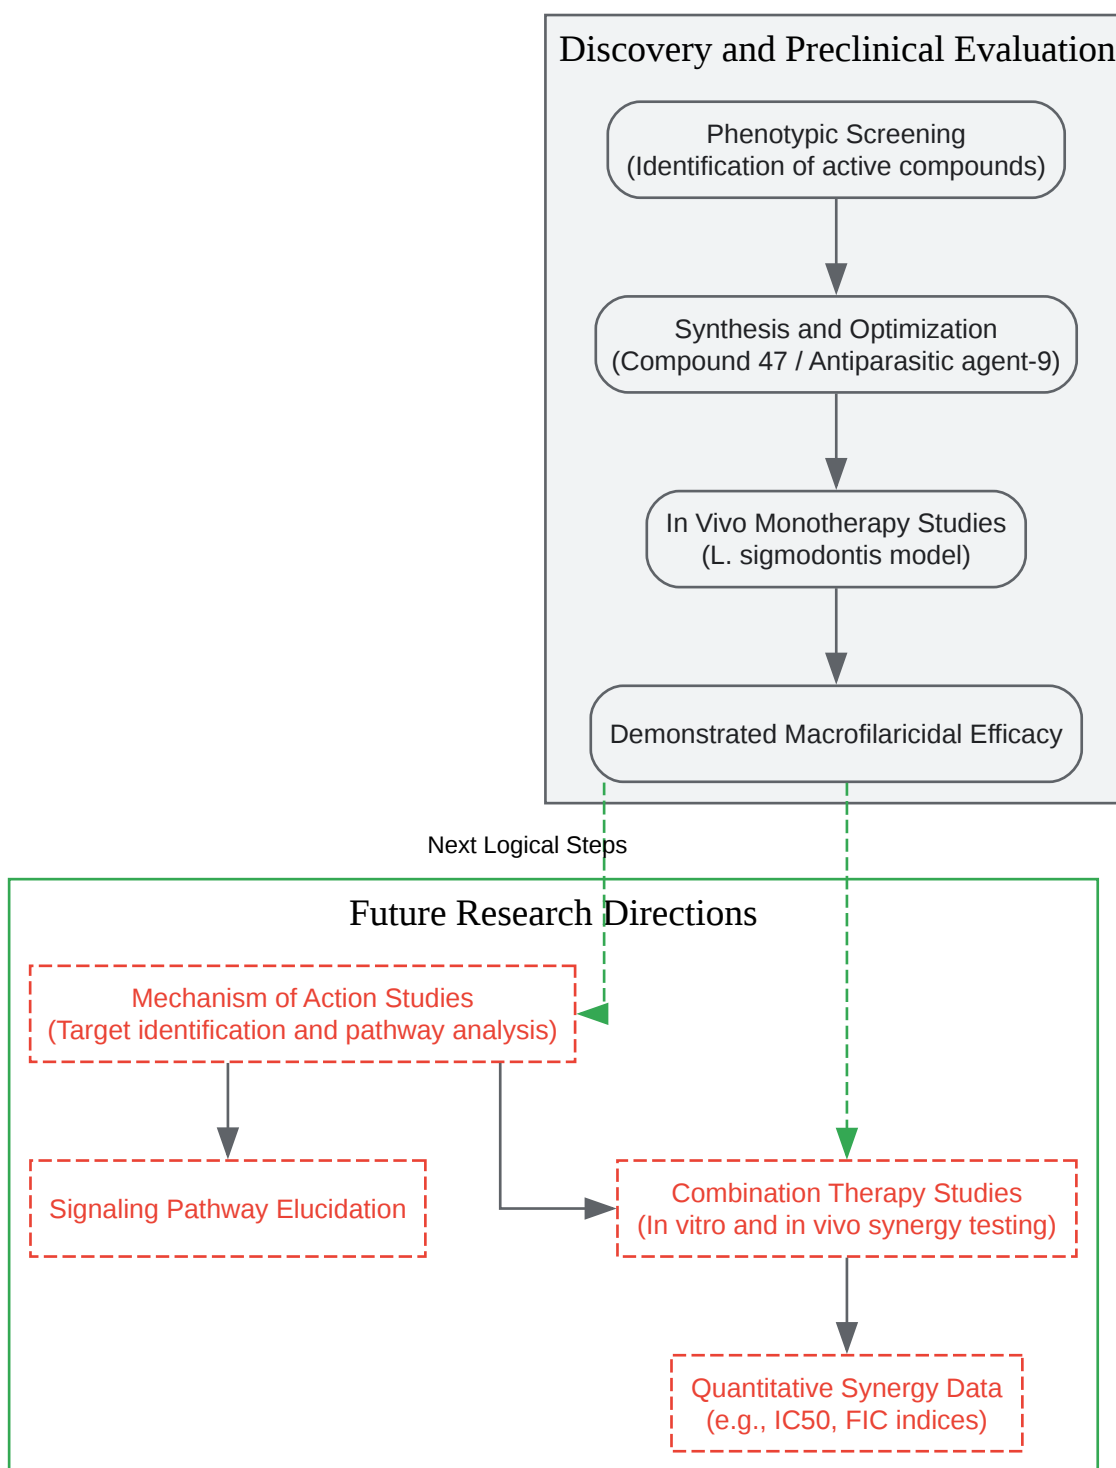 Discovery and Preclinical Evaluation
Phenotypic Screening
(Identification of active compounds)
Synthesis and Optimization
(Compound 47 / Antiparasitic agent-9)
In Vivo Monotherapy Studies
(L. sigmodontis model)
Demonstrated Macrofilaricidal Efficacy
Next Logical Steps
Future Research Directions
Mechanism of Action Studies
(Target identification and pathway analysis)
Signaling Pathway Elucidation
Combination Therapy Studies
(In vitro and in vivo synergy testing)
Quantitative Synergy Data
(e.g., IC50, FIC indices)